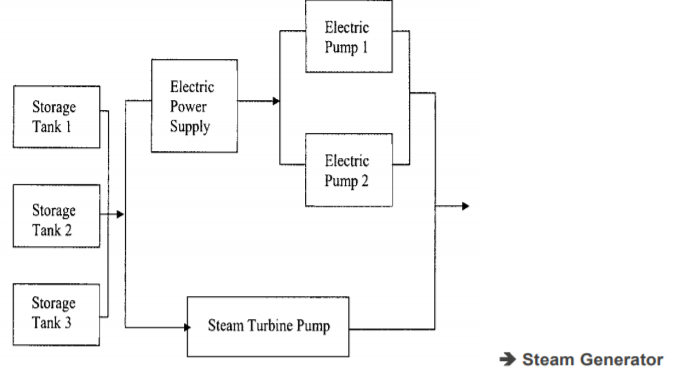 Electric
Pump 1
Electric
Power
Supply
Storage
Tank 1
Electric
Pump 2
Storage
Tank 2
Storage
Tank 3
Steam Turbine Pump
➔ Steam Generator